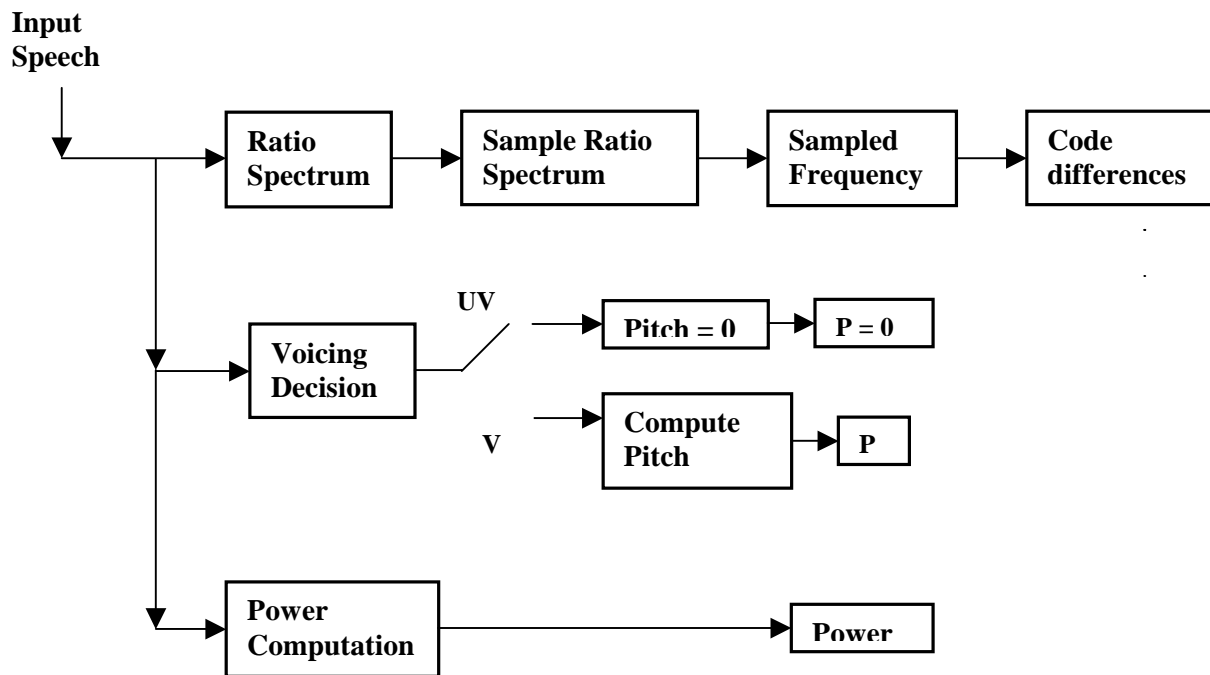 Input
Speech
Ratio
Spectrum
Sample Ratio
Spectrum
Sampled
Frequency
Code
differences
UV
Pitch = 0
P = 0
Voicing
Decision
V
Compute
Pitch
P
Power
Computation
Power